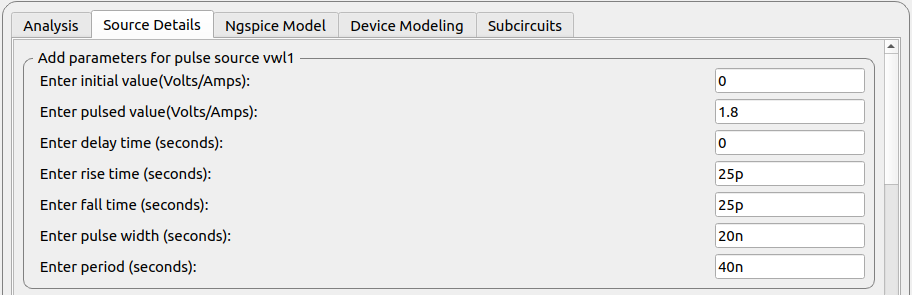 Analysis Source Details Ngspice Model Device Modeling Subcircuits
Add parameters for pulse source vwl1
Enter initial value(Volts/Amps): 0
Enter pulsed value(Volts/Amps): 1.8
Enter delay time (seconds): 0
Enter rise time (seconds): 25p
Enter fall time (seconds): 25p
Enter pulse width (seconds): 20n
Enter period (seconds): 40n